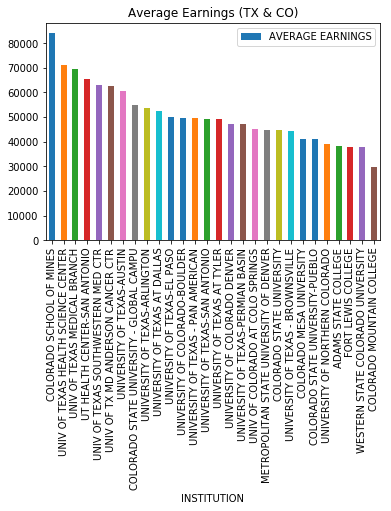 Average Earnings (TX & CO)
AVERAGE EARNINGS
80000
70000
60000
50000
40000
30000
20000
10000
0
COLORADO SCHOOL OF MINES
UNIV OF TEXAS HEALTH SCIENCE CENTER
UNIV OF TEXAS MEDICAL BRANCH
UT HEALTH CENTER-SAN ANTONIO
UNIV OF TEXAS SOUTHWESTERN MED CTR
UNIV OF TX MD ANDERSON CANCER CTR
UNIVERSITY OF TEXAS-AUSTIN
COLORADO STATE UNIVERSITY - GLOBAL CAMPU
UNIVERSITY OF TEXAS-ARLINGTON
UNIVERSITY OF TEXAS AT DALLAS
UNIVERSITY OF TEXAS-EL PASO
UNIVERSITY OF COLORADO-BOULDER
UNIVERSITY OF TEXAS - PAN AMERICAN
UNIVERSITY OF TEXAS-SAN ANTONIO
UNIVERSITY OF TEXAS AT TYLER
UNIVERSITY OF COLORADO DENVER
UNIVERSITY OF TEXAS-PERMIAN BASIN
UNIV OF COLORADO-COLORADO SPRINGS
METROPOLITAN STATE UNIVERSITY OF DENVER
COLORADO STATE UNIVERSITY
UNIVERSITY OF TEXAS - BROWNSVILLE
COLORADO MESA UNIVERSITY
COLORADO STATE UNIVERSITY-PUEBLO
UNIVERSITY OF NORTHERN COLORADO
ADAMS STATE COLLEGE
FORT LEWIS COLLEGE
WESTERN STATE COLORADO UNIVERSITY
COLORADO MOUNTAIN COLLEGE
INSTITUTION